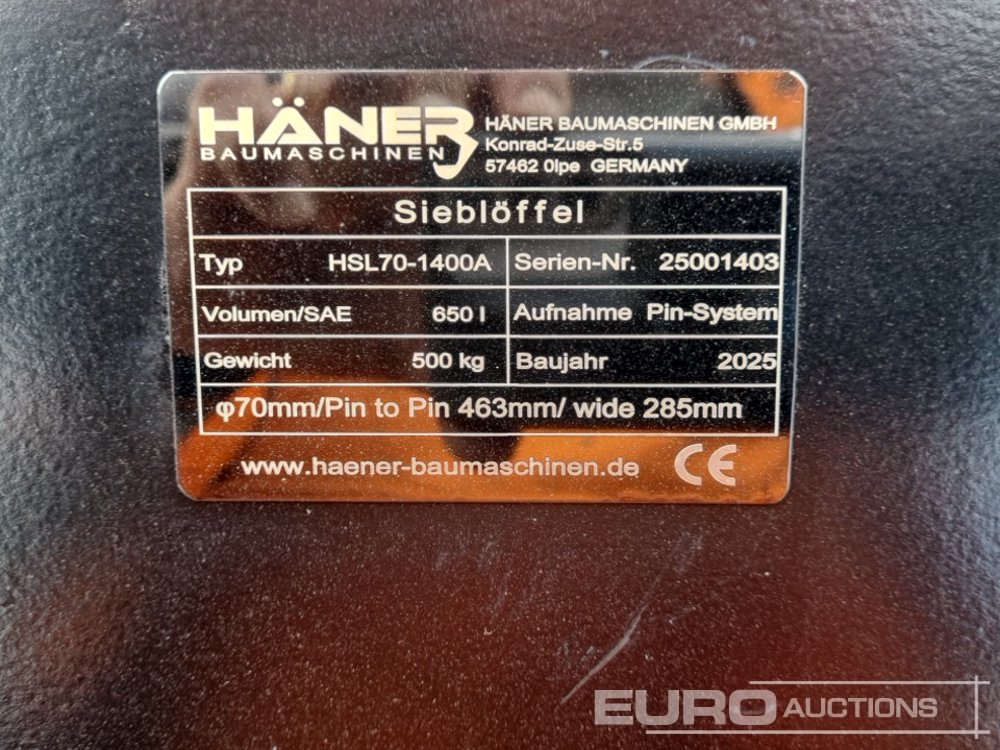 HÄNER
BAUMASCHINEN
HÄNER BAUMASCHINEN GMBH
Konrad-Zuse-Str.5
57462 Olpe GERMANY
Sieblöffel
Typ HSL70-1400A Serien-Nr. 25001403
Volumen/SAE 650 l Aufnahme Pin-System
Gewicht 500 kg Baujahr 2025
φ70mm/Pin to Pin 463mm/ wide 285mm
www.haener-baumaschinen.de CE
EURO AUCTIONS